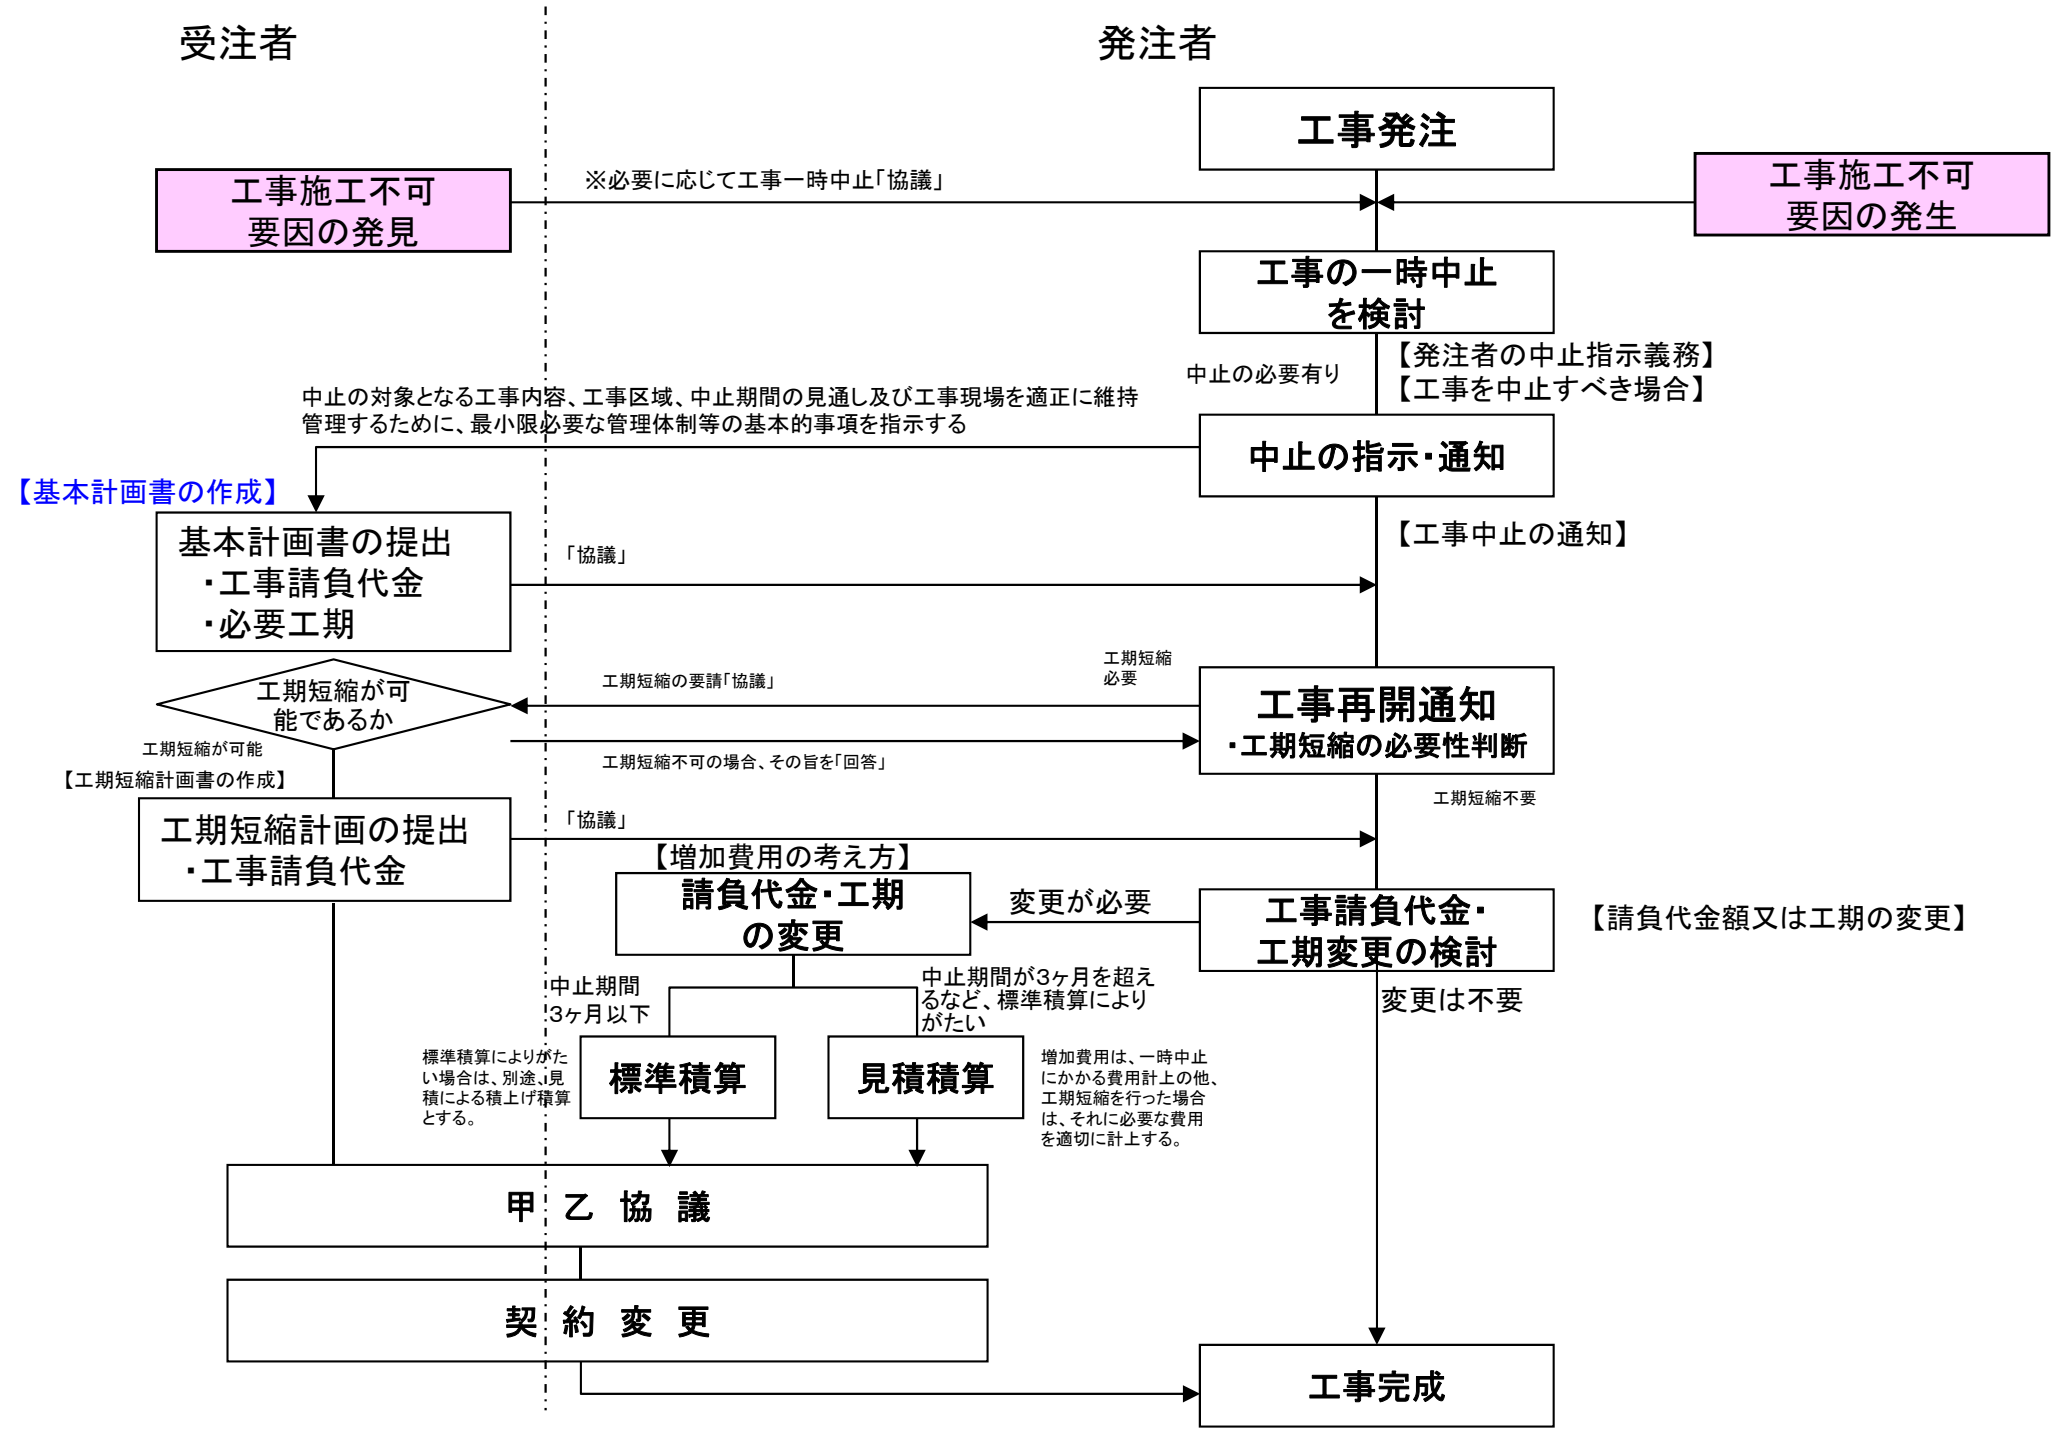 受注者
発注者
工事発注
工事施工不可
要因の発見
※必要に応じて工事一時中止「協議」
工事施工不可
要因の発生
工事の一時中止
を検討
中止の必要有り
【発注者の中止指示義務】
【工事を中止すべき場合】
中止の対象となる工事内容、工事区域、中止期間の見通し及び工事現場を適正に維持
管理するために、最小限必要な管理体制等の基本的事項を指示する
中止の指示・通知
【基本計画書の作成】
【工事中止の通知】
基本計画書の提出
・工事請負代金
・必要工期
「協議」
工期短縮が可
能であるか
工期短縮の要請「協議」
工期短縮
必要
工事再開通知
・工期短縮の必要性判断
工期短縮が可能
工期短縮不可の場合、その旨を「回答」
【工期短縮計画書の作成】
工期短縮不要
工期短縮計画の提出
・工事請負代金
「協議」
【増加費用の考え方】
請負代金・工期
の変更
変更が必要
工事請負代金・
工期変更の検討
【請負代金額又は工期の変更】
変更は不要
中止期間
3ヶ月以下
中止期間が3ヶ月を超え
るなど、標準積算により
がたい
標準積算によりがた
い場合は、別途、見
積による積上げ積算
とする。
標準積算
見積積算
増加費用は、一時中止
にかかる費用計上の他、
工期短縮を行った場合
は、それに必要な費用
を適切に計上する。
甲　乙　協　議
契　約　変　更
工事完成